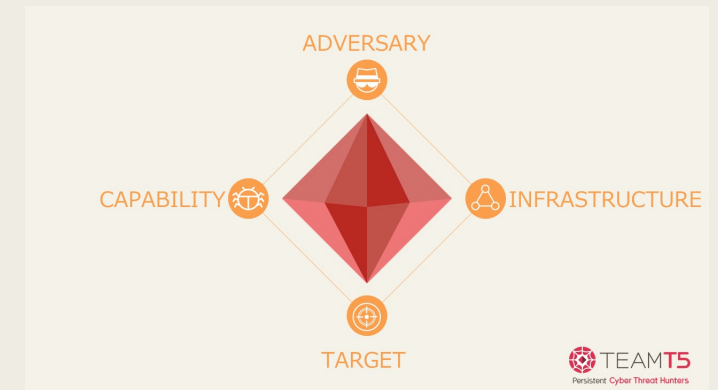 ADVERSARY
CAPABILITY
INFRASTRUCTURE
TARGET
TEAMT5
Persistent Cyber Threat Hunters